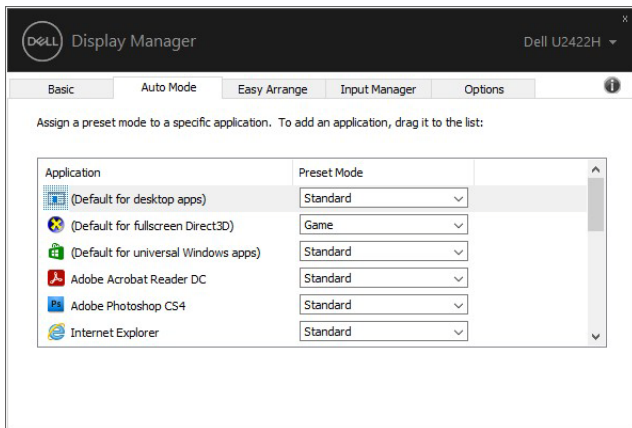 DELL Display Manager
Dell U2422H
Basic Auto Mode Easy Arrange Input Manager Options
Assign a preset mode to a specific application. To add an application, drag it to the list:
Application Preset Mode
(Default for desktop apps) Standard
(Default for fullscreen Direct3D) Game
(Default for universal Windows apps) Standard
Adobe Acrobat Reader DC Standard
Ps Adobe Photoshop CS4 Standard
Internet Explorer Standard